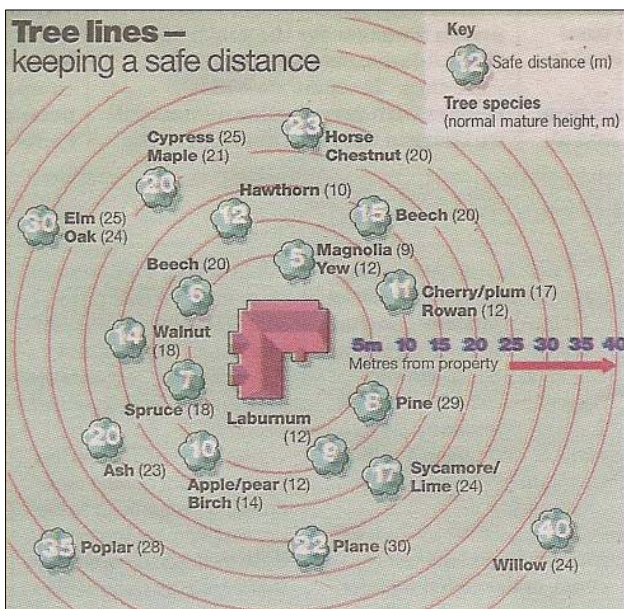 Tree lines –
keeping a safe distance
Key
12
Safe distance (m)
Tree species
(normal mature height, m)
23
Horse
Chestnut (20)
Cypress (25)
Maple (21)
20
Hawthorn (10)
12
15
Beech (20)
30
Elm (25)
Oak (24)
5
Magnolia (9)
Yew (12)
Beech (20)
6
11
Cherry/plum (17)
Rowan (12)
14
Walnut
(18)
5m 10 15 20 25 30 35 40
Metres from property
7
Spruce (18)
Laburnum
(12)
8
Pine (29)
20
Ash (23)
10
Apple/pear (12)
Birch (14)
9
17
Sycamore/
Lime (24)
35
Poplar (28)
22
Plane (30)
40
Willow (24)